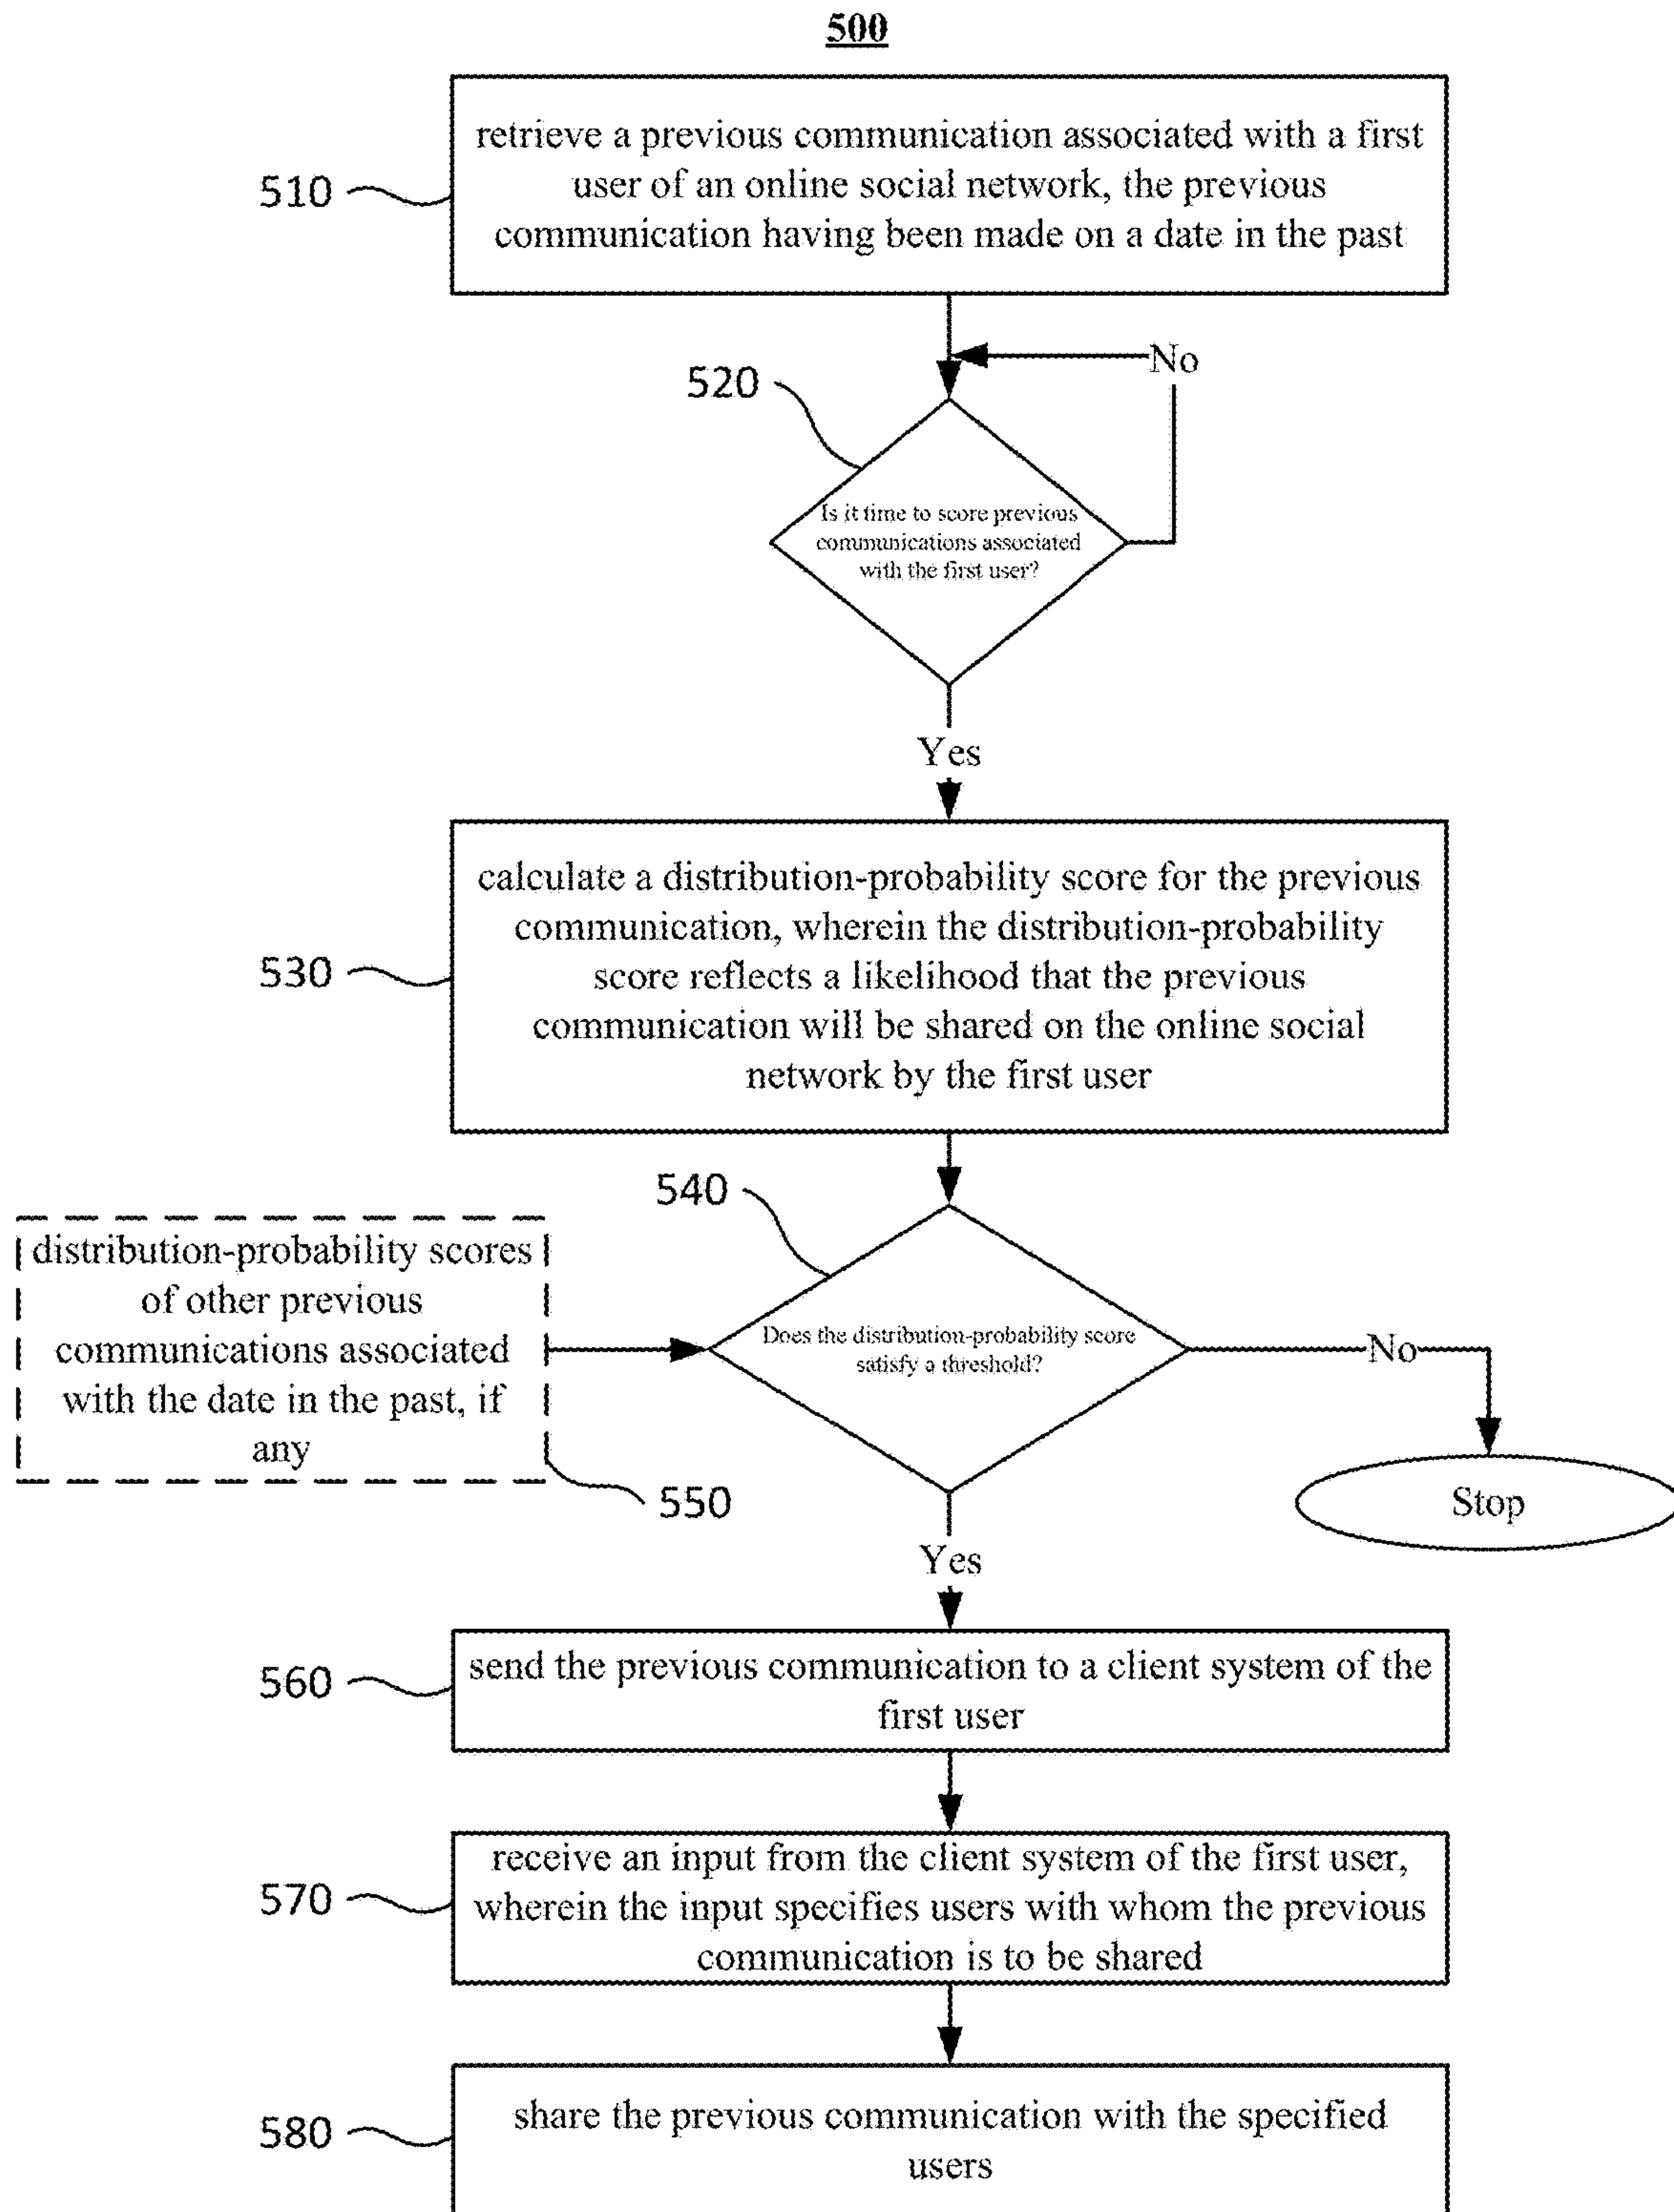 500
510
retrieve a previous communication associated with a first
user of an online social network, the previous
communication having been made on a date in the past
No
520
Is it time to score previous
communications associated
with the first user?
Yes
530
calculate a distribution-probability score for the previous
communication, wherein the distribution-probability
score reflects a likelihood that the previous
communication will be shared on the online social
network by the first user
540
distribution-probability scores
of other previous
communications associated
with the date in the past, if
any
550
Does the distribution-probability score
satisfy a threshold?
No
Stop
Yes
560
send the previous communication to a client system of the
first user
570
receive an input from the client system of the first user,
wherein the input specifies users with whom the previous
communication is to be shared
580
share the previous communication with the specified
users